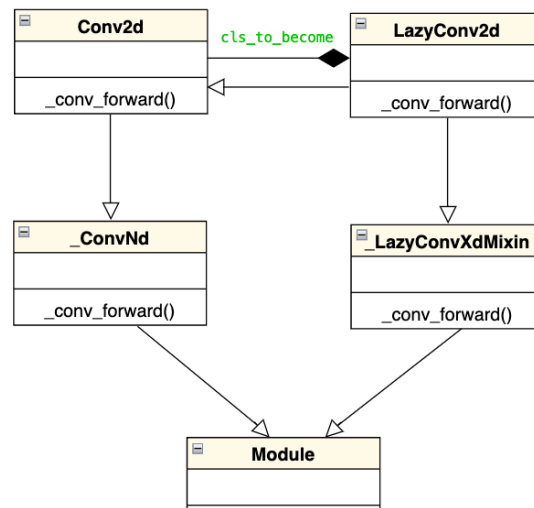 Conv2d
cls_to_become
LazyConv2d
_conv_forward()
_conv_forward()
_ConvNd
_LazyConvXdMixin
_conv_forward()
_conv_forward()
Module